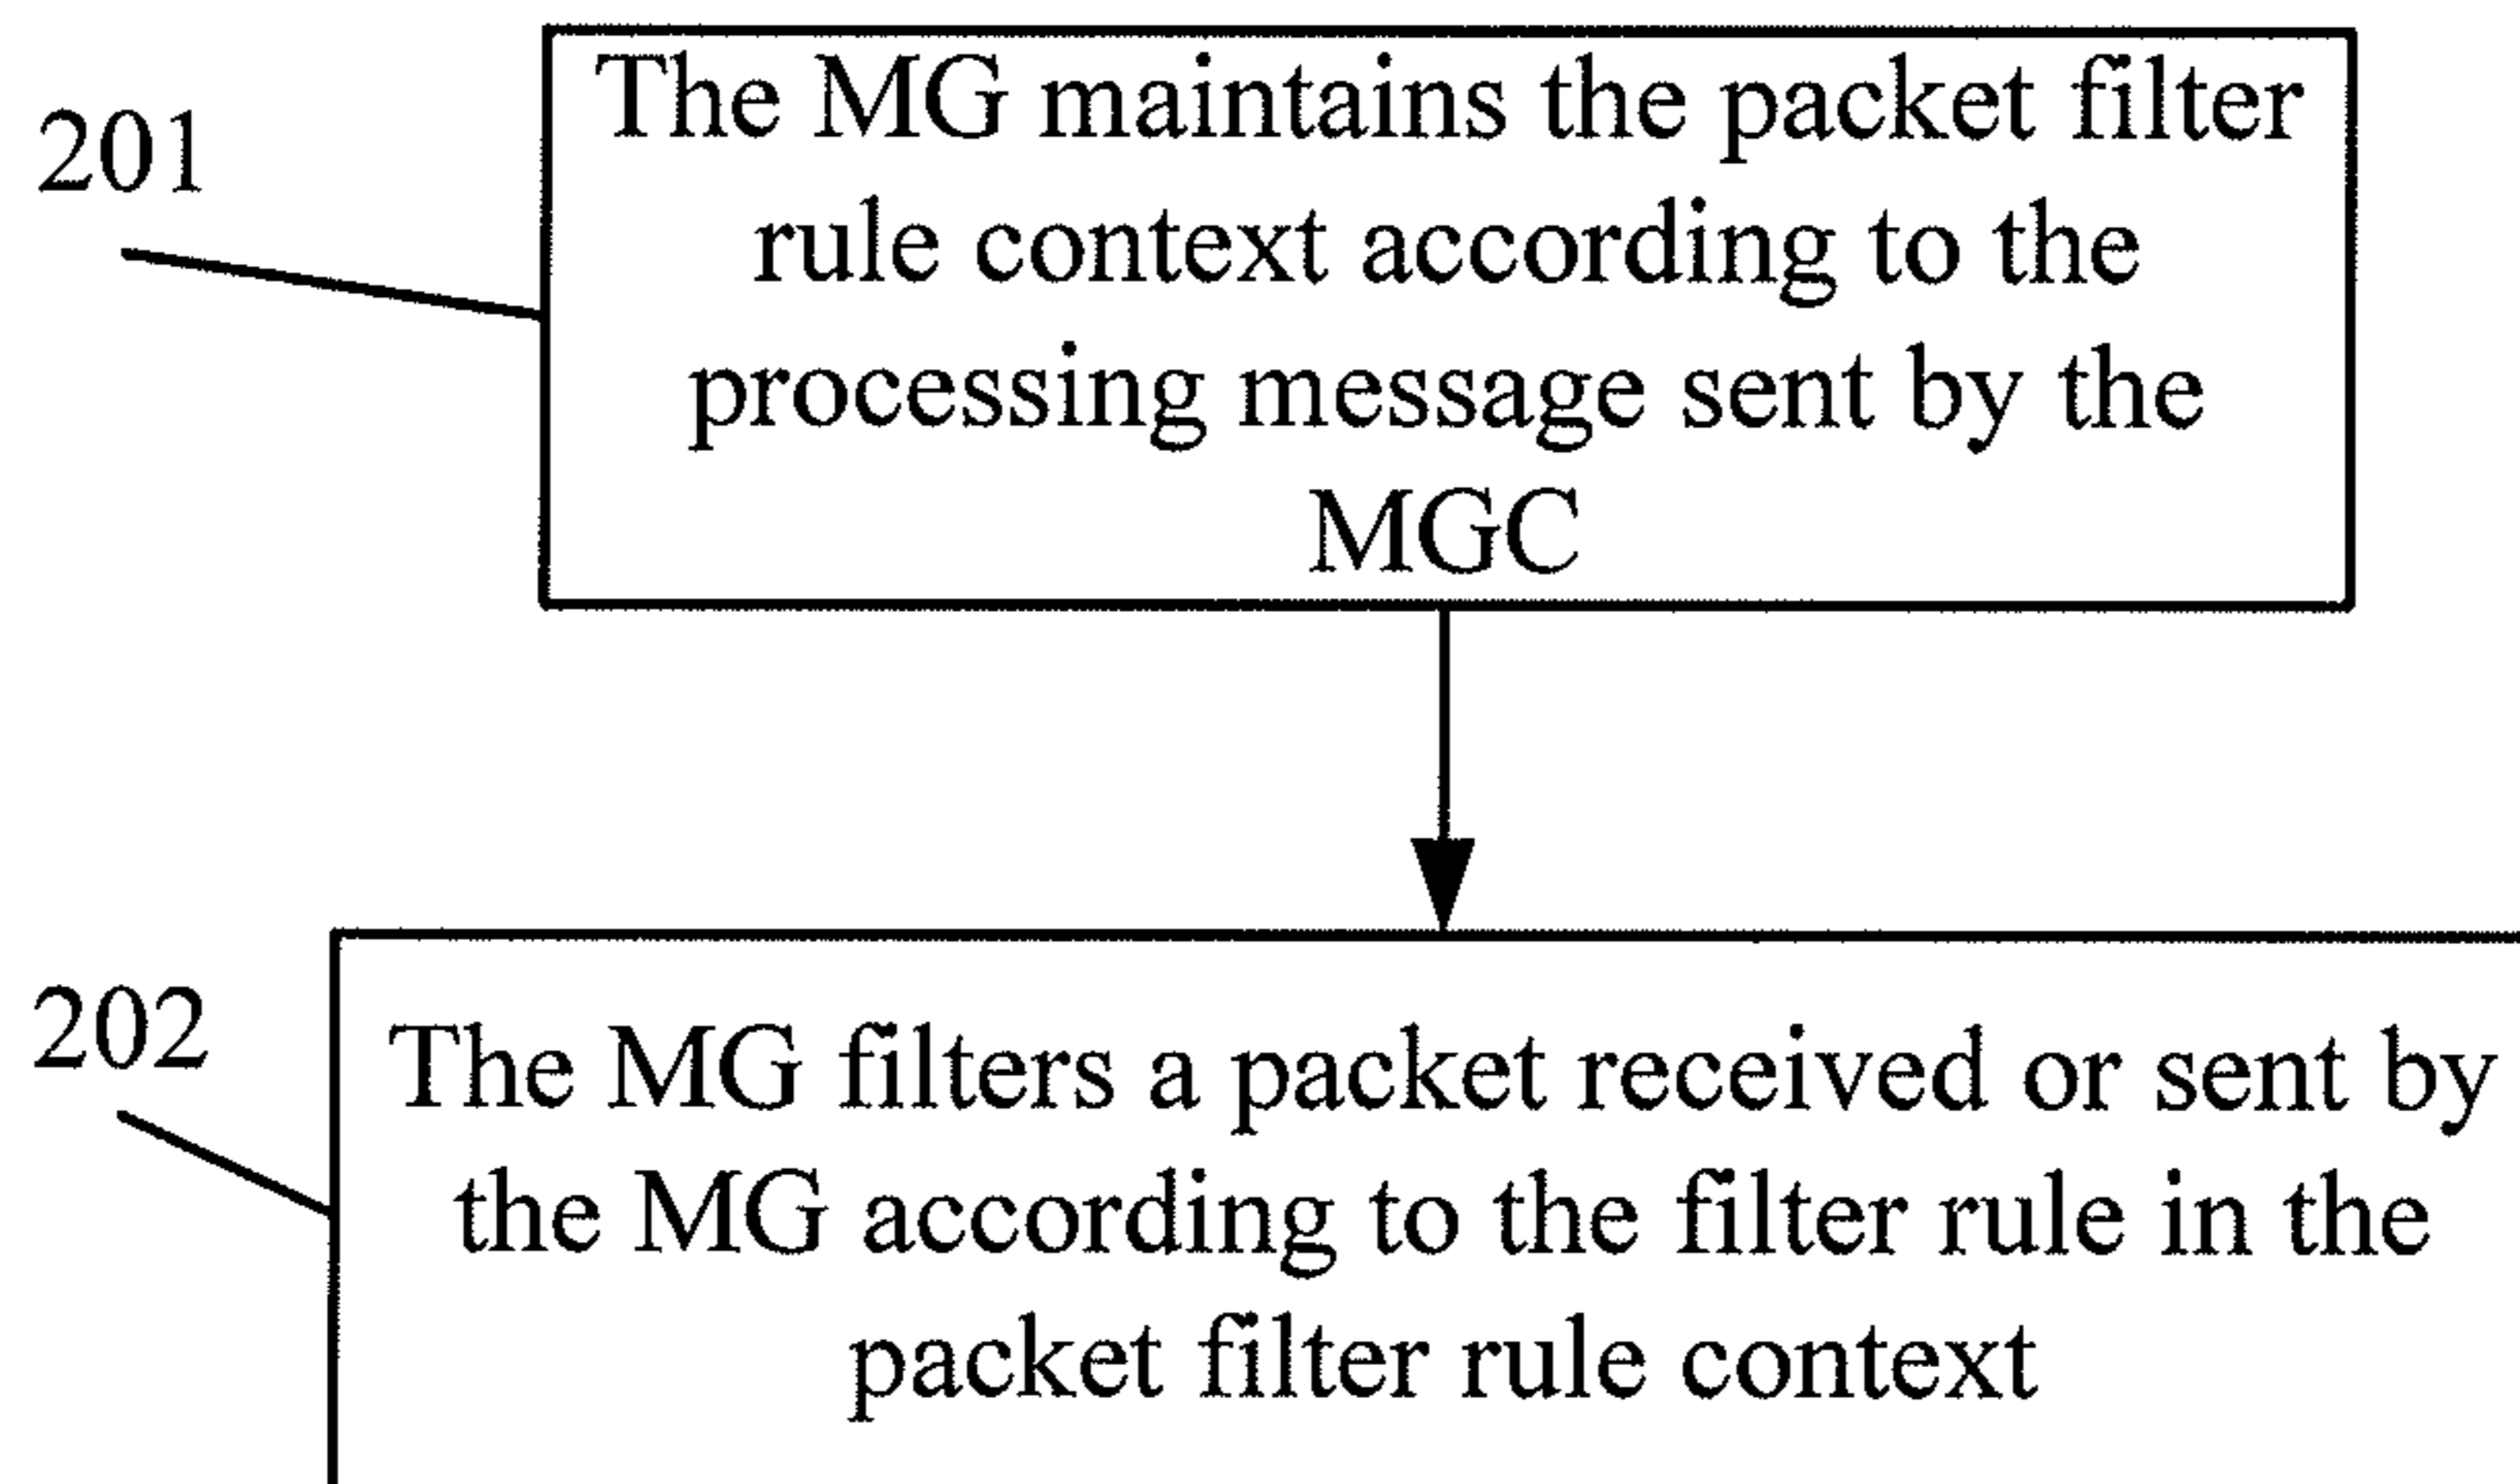 201
The MG maintains the packet filter
rule context according to the
processing message sent by the
MGC
202
The MG filters a packet received or sent by
the MG according to the filter rule in the
packet filter rule context